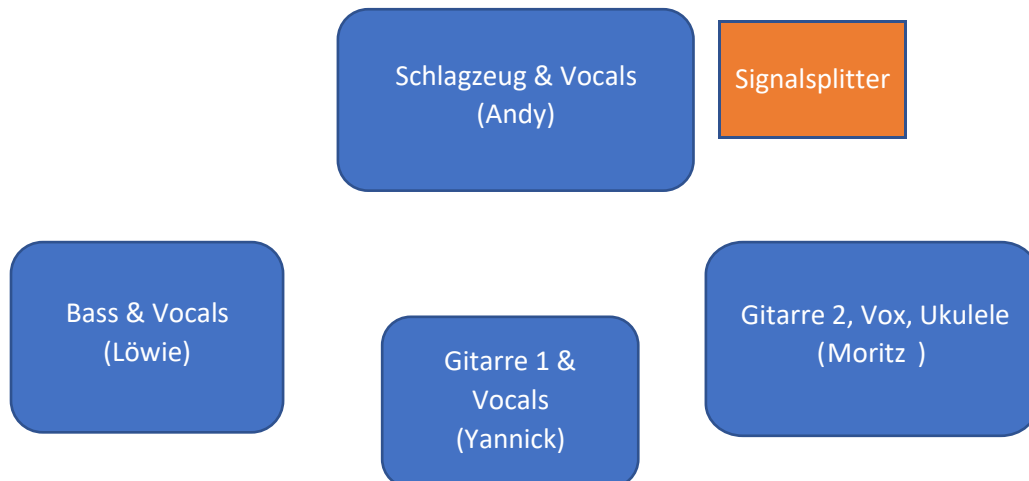 Schlagzeug & Vocals
(Andy)
Signalsplitter
Bass & Vocals
(Löwie)
Gitarre 1 &
Vocals
(Yannick)
Gitarre 2, Vox, Ukulele
(Moritz )